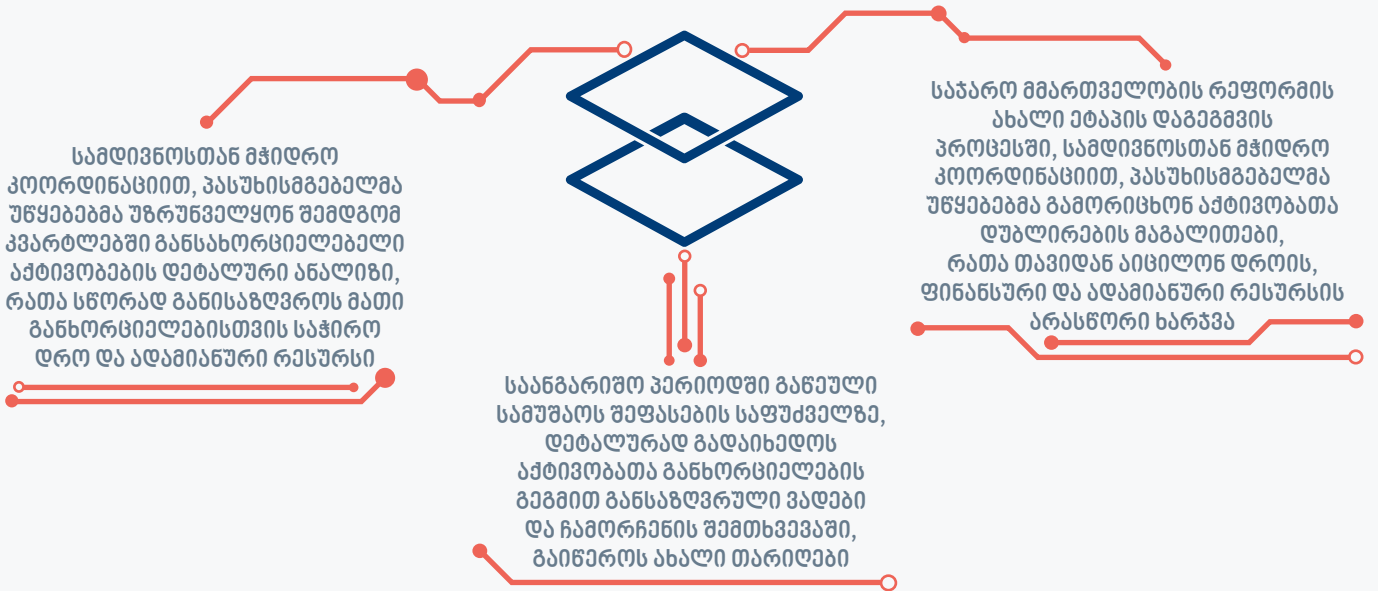 სამდივნოსთან მჭიდრო
კოორდინაციით, პასუხისმგებელმა
უწყებებმა უზრუნველყონ შემდგომ
კვარტლებში განსახორციელებელი
აქტივობების დეტალური ანალიზი,
რათა სწორად განისაზღვროს მათი
განხორციელებისთვის საჭირო
დრო და ადამიანური რესურსი
საანგარიშო პერიოდში გაწეული
სამუშაოს შეფასების საფუძველზე,
დეტალურად გადაიხედოს
აქტივობათა განხორციელების
გეგმით განსაზღვრული ვადები
და ჩამორჩენის შემთხვევაში,
გაიწეროს ახალი თარიღები
საჯარო მმართველობის რეფორმის
ახალი ეტაპის დაგეგმვის
პროცესში, სამდივნოსთან მჭიდრო
კოორდინაციით, პასუხისმგებელმა
უწყებებმა გამორიცხონ აქტივობათა
დუბლირების მაგალითები,
რათა თავიდან აიცილონ დროის,
ფინანსური და ადამიანური რესურსის
არასწორი ხარჯვა